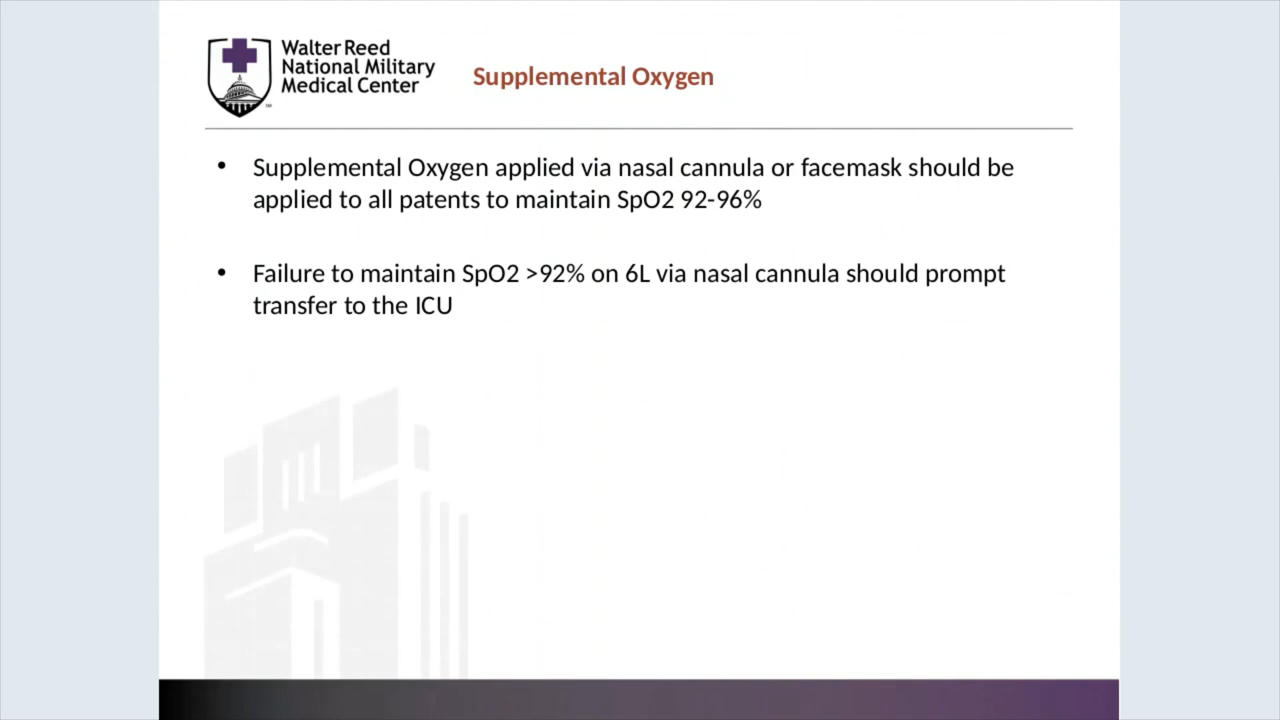 Walter Reed
National Military
Medical Center
Supplemental Oxygen
• Supplemental Oxygen applied via nasal cannula or facemask should be
applied to all patents to maintain SpO2 92-96%
• Failure to maintain SpO2 >92% on 6L via nasal cannula should prompt
transfer to the ICU